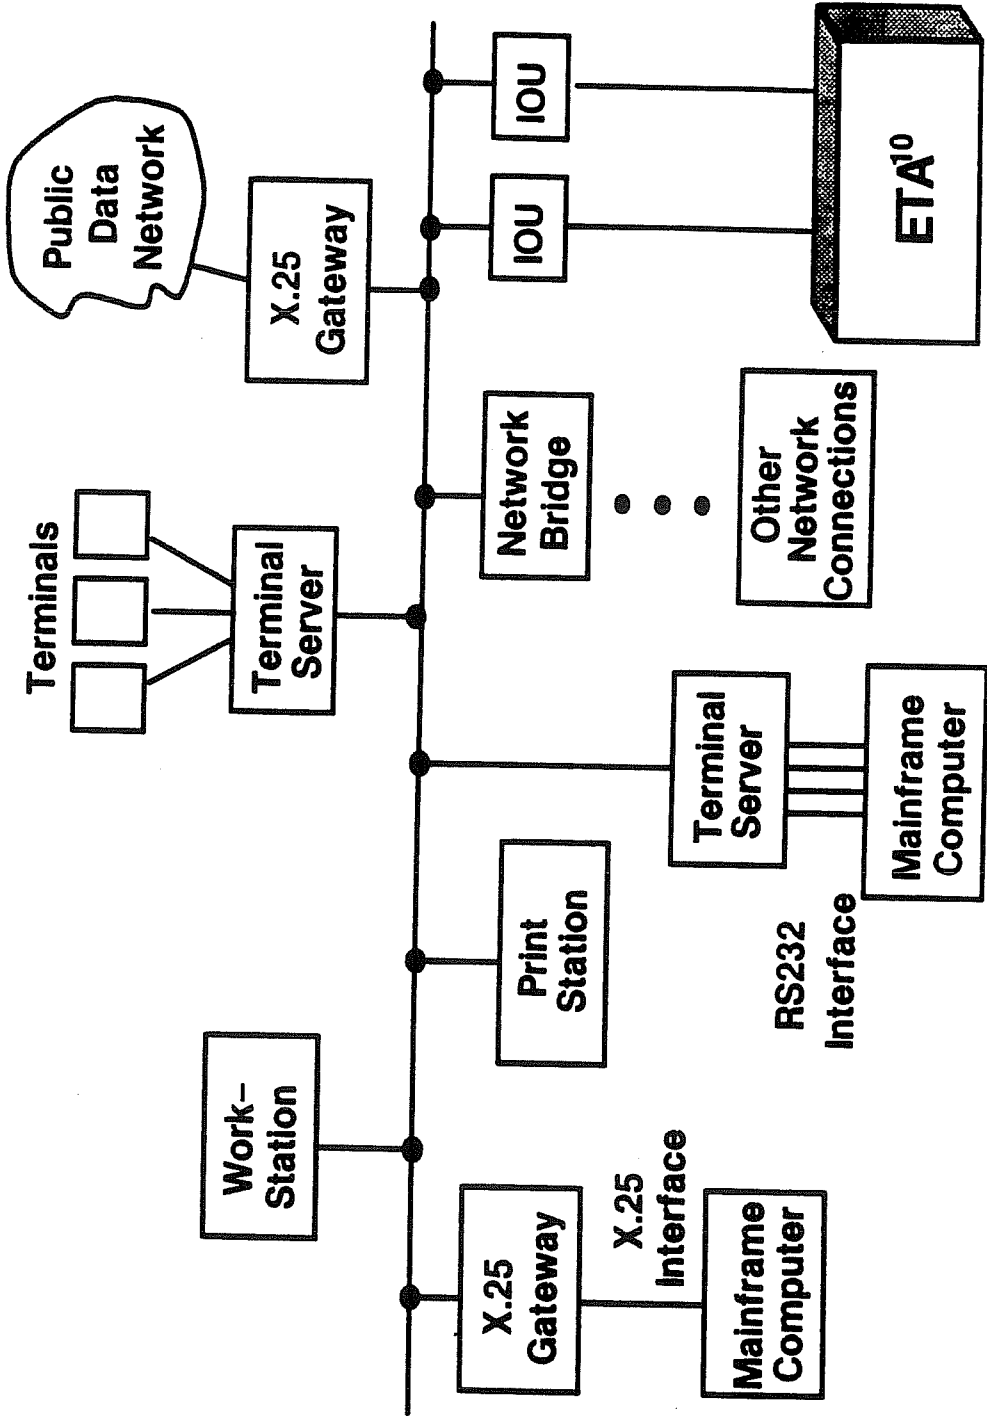 Public
Data
Network
Terminals
X.25
Gateway
Terminal
Server
Work–
Station
X.25
Gateway
Print
Station
Network
Bridge
IOU
IOU
X.25
Interface
Terminal
Server
Other
Network
Connections
RS232
Interface
Mainframe
Computer
Mainframe
Computer
ETA10